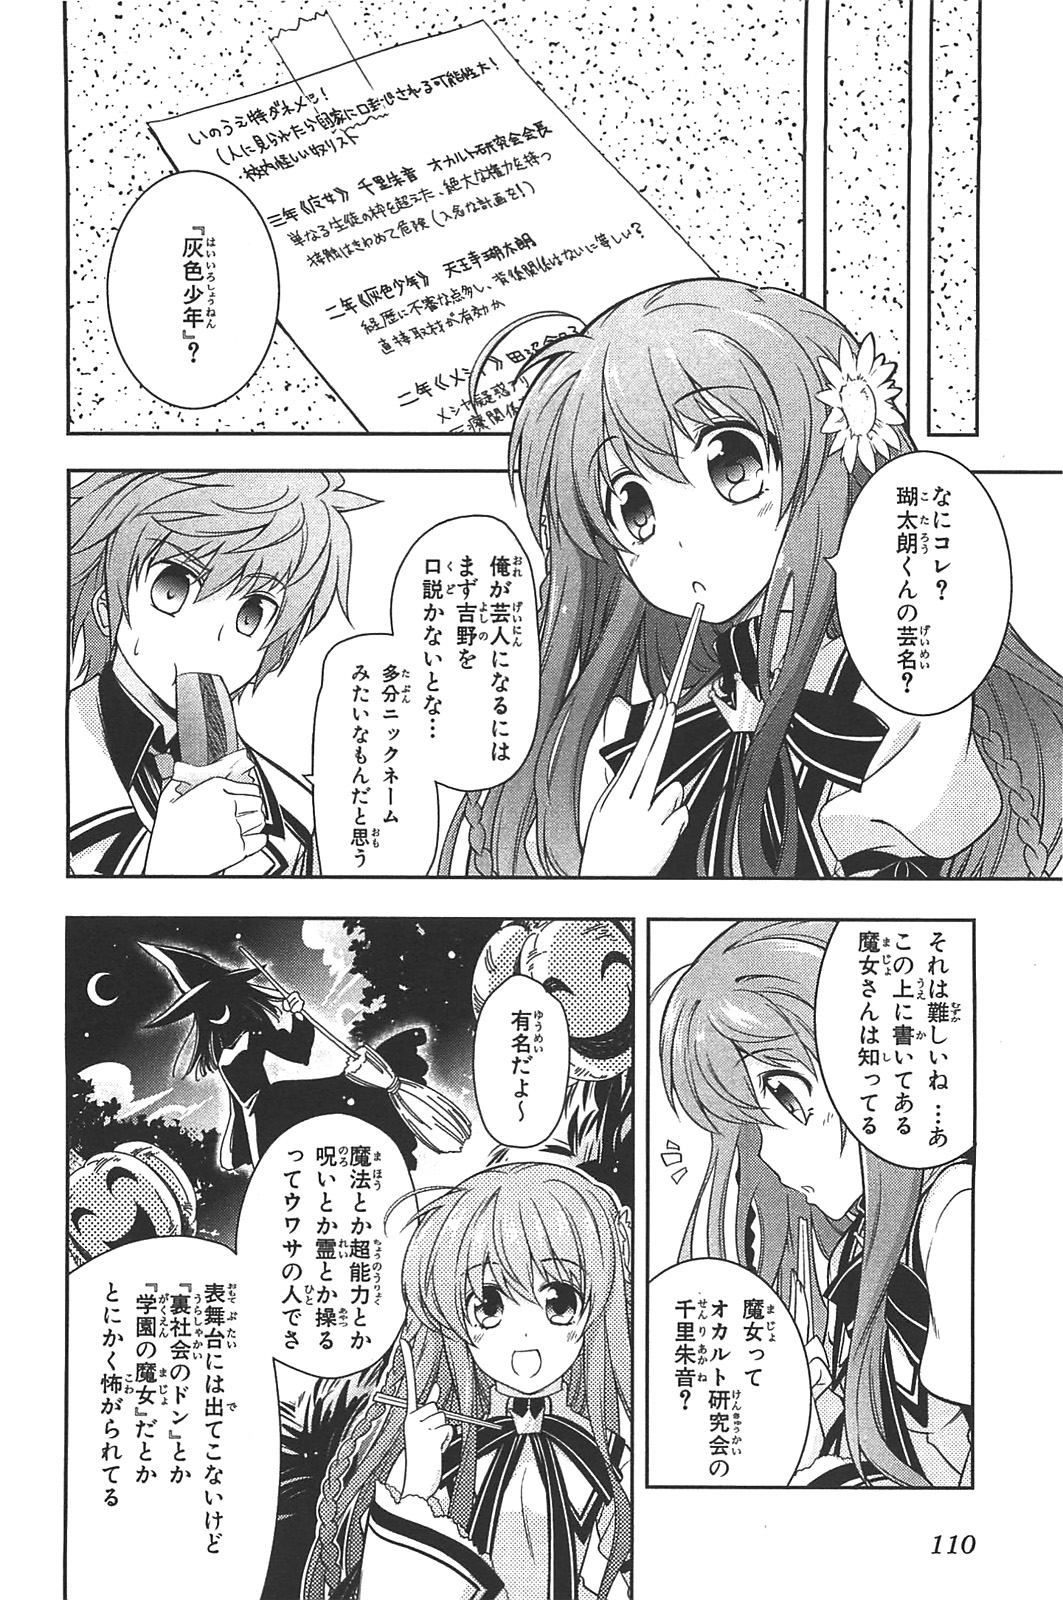 いのうえ特ダネメモ!
(人に見られたら国家に口封じされる可能性大!
校内怪しい奴リスト
三年《魔女》 千里朱音 オカルト研究会会長
単なる生徒の枠を超えた、絶大な権力を持つ
接触はきわめて危険(入念な計画を!)
二年《灰色少年》 天王寺瑚太朗
経歴に不審な点多し、背後関係はないに等しい?
直接取材が有効か
二年《メシヤ》
メシヤ疑惑アリ
『灰色少年』?
なにコレ?
瑚太朗くんの芸名?
俺が芸人になるには
まず吉野を
口説かないとな…
多分ニックネーム
みたいなもんだと思う
それは難しいね …あ
この上に書いてある
魔女さんは知ってる
魔女って
オカルト研究会の
千里朱音?
有名だよ~
魔法とか超能力とか
呪いとか霊とか操る
ってウワサの人でさ
表舞台には出てこないけど
『裏社会のドン』とか
『学園の魔女』だとか
とにかく怖がられてる
110